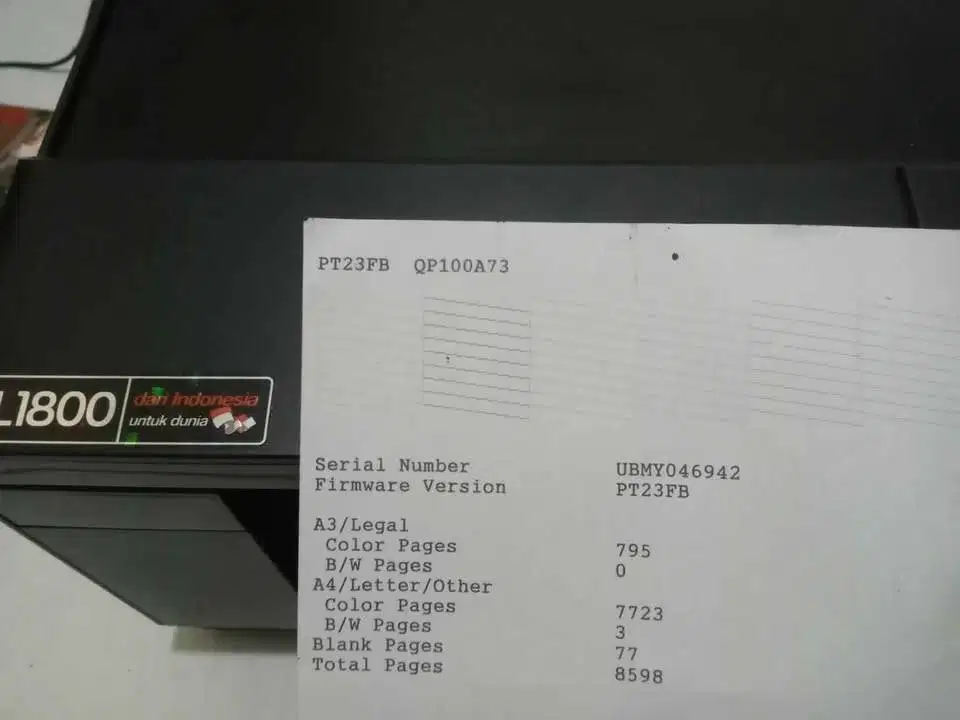 PT23FB QP100A73
L1800
dari Indonesia
untuk dunia
Serial Number UBMY046942
Firmware Version PT23FB
A3/Legal
Color Pages 795
B/W Pages 0
A4/Letter/Other
Color Pages 7723
B/W Pages 3
Blank Pages 77
Total Pages 8598